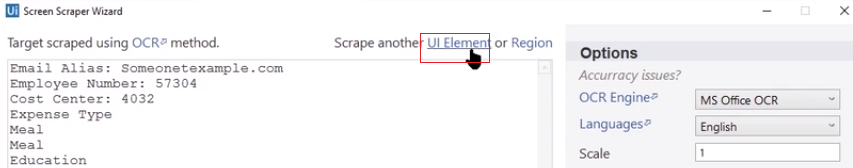 Ui Screen Scraper Wizard
Target scraped using OCR method.
Scrape another UI Element or Region
Email Alias: Someonetexample.com
Employee Number: 57304
Cost Center: 4032
Expense Type
Meal
Meal
Education
Options
Accurracy issues?
OCR Engine MS Office OCR
Languages English
Scale 1